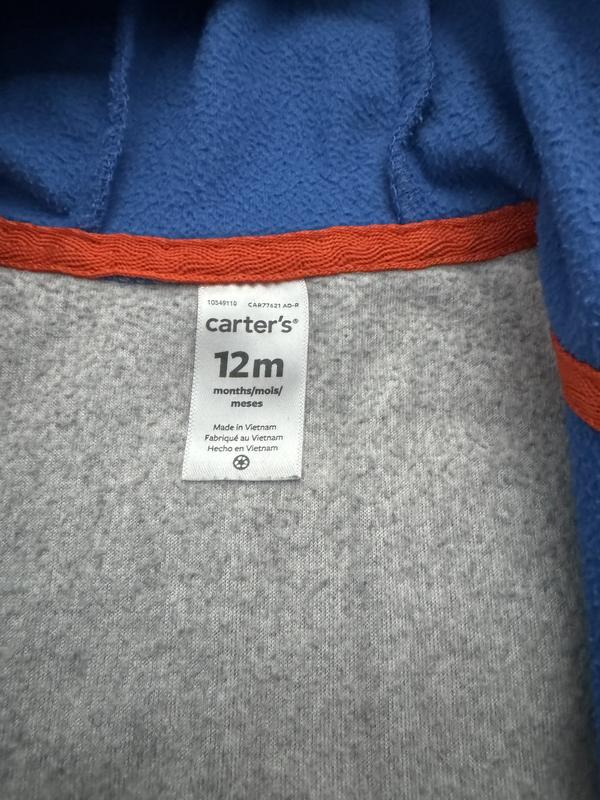 10549110 CAR77621 AD-R
carter's®
12m
months/mois/
meses
Made in Vietnam
Fabriqué au Vietnam
Hecho en Vietnam